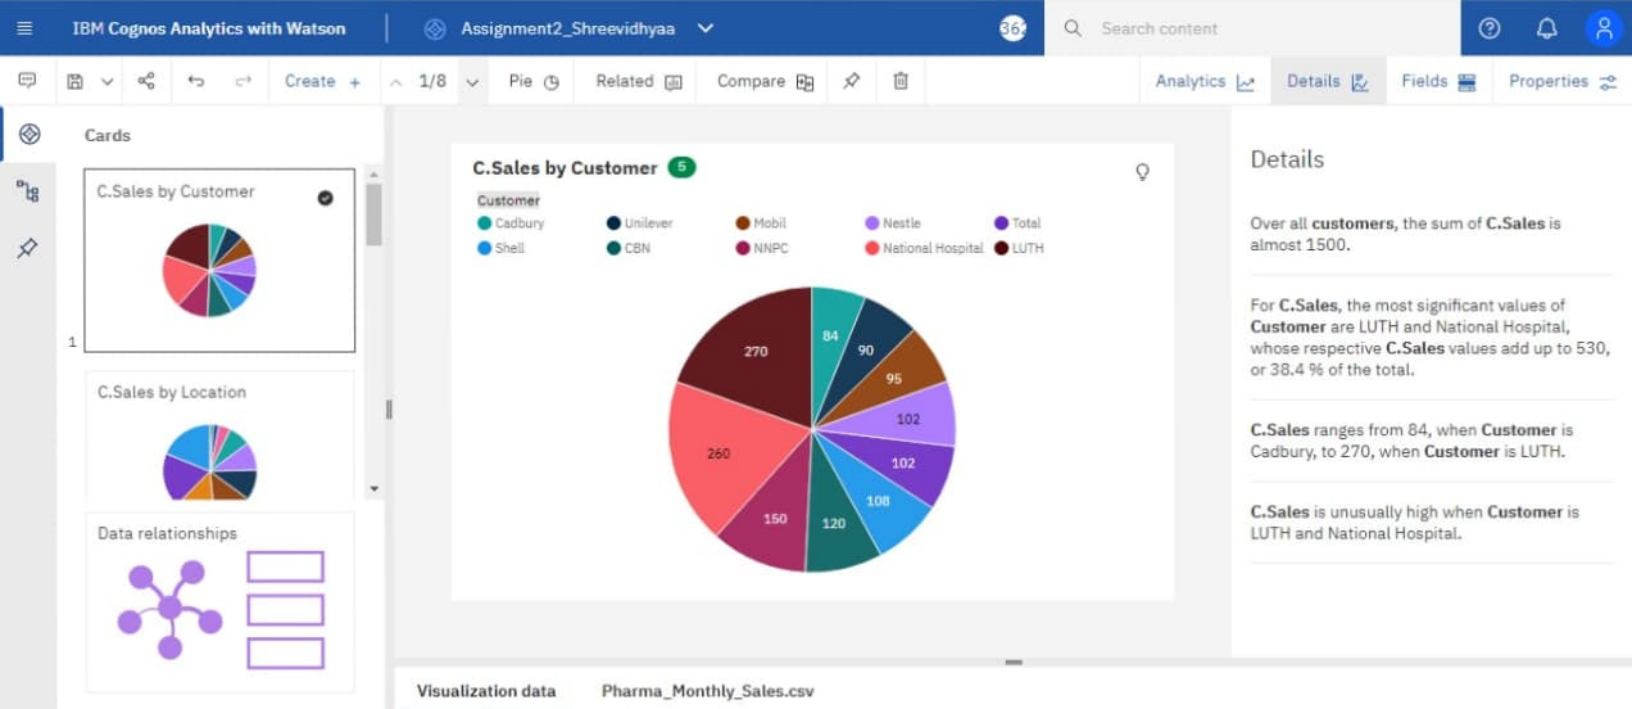 IBM Cognos Analytics with Watson
Assignment2_Shreevidhyaa
Search content
Create +
1/8
Pie
Related
Compare
Analytics
Details
Fields
Properties
Cards
C.Sales by Customer
1
C.Sales by Location
Data relationships
C.Sales by Customer 5
Customer
Cadbury Unilever Mobil Nestle Total
Shell CBN NNPC National Hospital LUTH
84
90
95
102
102
108
120
150
260
270
Details
Over all customers, the sum of C.Sales is
almost 1500.
For C.Sales, the most significant values of
Customer are LUTH and National Hospital,
whose respective C.Sales values add up to 530,
or 38.4 % of the total.
C.Sales ranges from 84, when Customer is
Cadbury, to 270, when Customer is LUTH.
C.Sales is unusually high when Customer is
LUTH and National Hospital.
Visualization data
Pharma_Monthly_Sales.csv